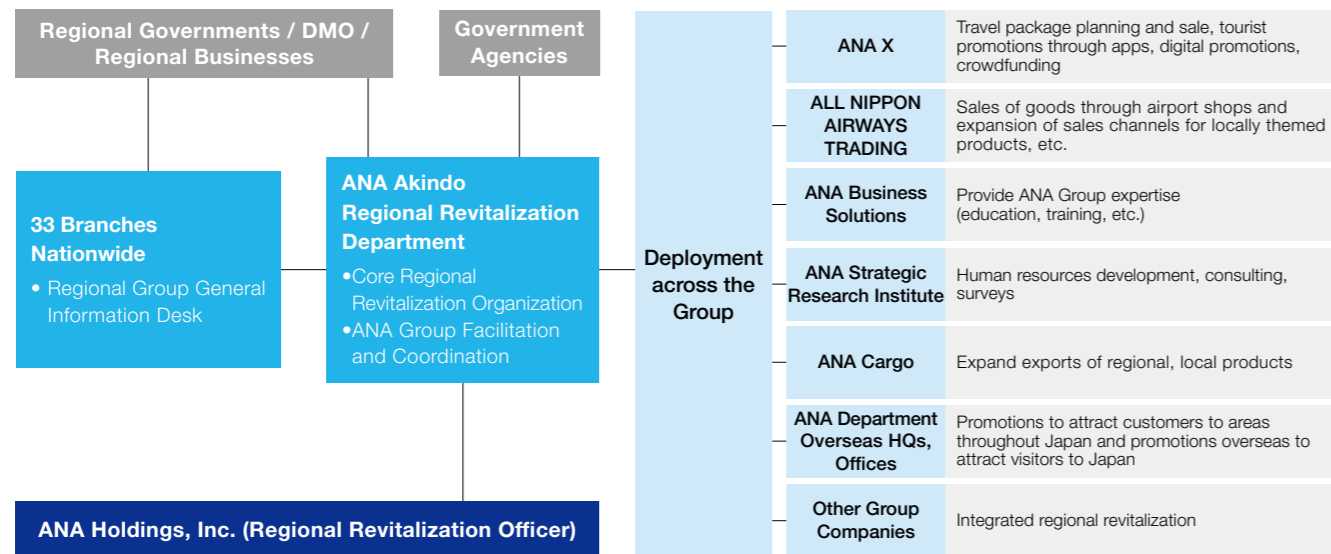 Regional Governments / DMO /
Regional Businesses
Government
Agencies
33 Branches
Nationwide
• Regional Group General
Information Desk
ANA Akindo
Regional Revitalization
Department
•Core Regional
Revitalization Organization
•ANA Group Facilitation
and Coordination
ANA Holdings, Inc. (Regional Revitalization Officer)
Deployment
across the
Group
ANA X
Travel package planning and sale, tourist
promotions through apps, digital promotions,
crowdfunding
ALL NIPPON
AIRWAYS
TRADING
Sales of goods through airport shops and
expansion of sales channels for locally themed
products, etc.
ANA Business
Solutions
Provide ANA Group expertise
(education, training, etc.)
ANA Strategic
Research Institute
Human resources development, consulting,
surveys
ANA Cargo
Expand exports of regional, local products
ANA Department
Overseas HQs,
Offices
Promotions to attract customers to areas
throughout Japan and promotions overseas to
attract visitors to Japan
Other Group
Companies
Integrated regional revitalization